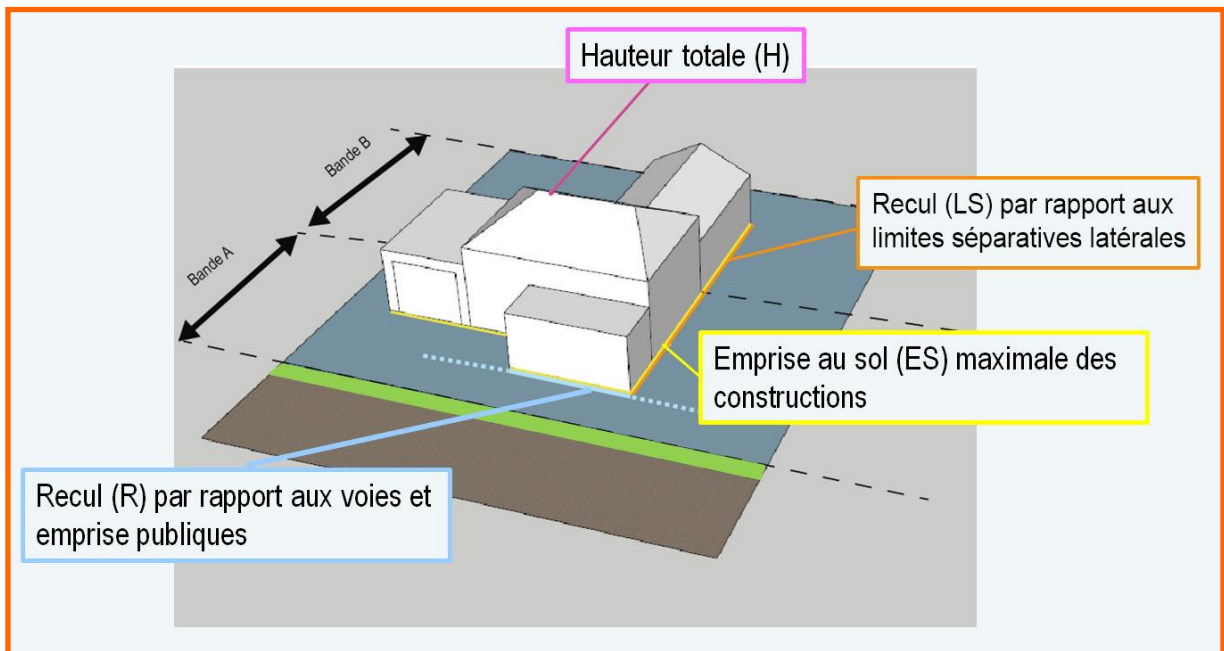 Hauteur totale (H)
Bande B
Bande A
Recul (LS) par rapport aux
limites séparatives latérales
Emprise au sol (ES) maximale des
constructions
Recul (R) par rapport aux voies et
emprise publiques